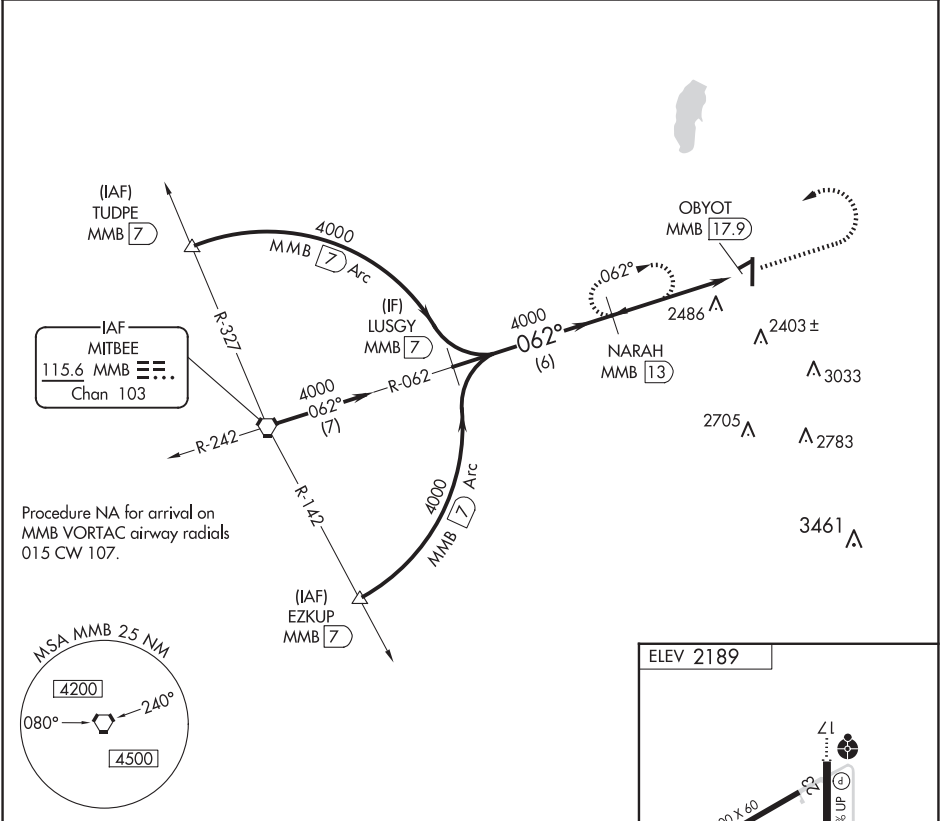 (IAF)
TUDPE
MMB 7
4000
MMB 7 Arc
OBYOT
MMB 17.9
062°
2486
2403 ±
3033
2705
2783
3461
(IF)
LUSGY
MMB 7
4000
062°
(6)
NARAH
MMB 13
R-327
IAF
MITBEE
115.6 MMB
Chan 103
4000
062°
(7)
R-062
R-242
R-142
4000
MMB 7 Arc
Procedure NA for arrival on
MMB VORTAC airway radials
015 CW 107.
(IAF)
EZKUP
MMB 7
MSA MMB 25 NM
4200
080°
240°
4500
ELEV 2189
17
23
P
UP
X 60